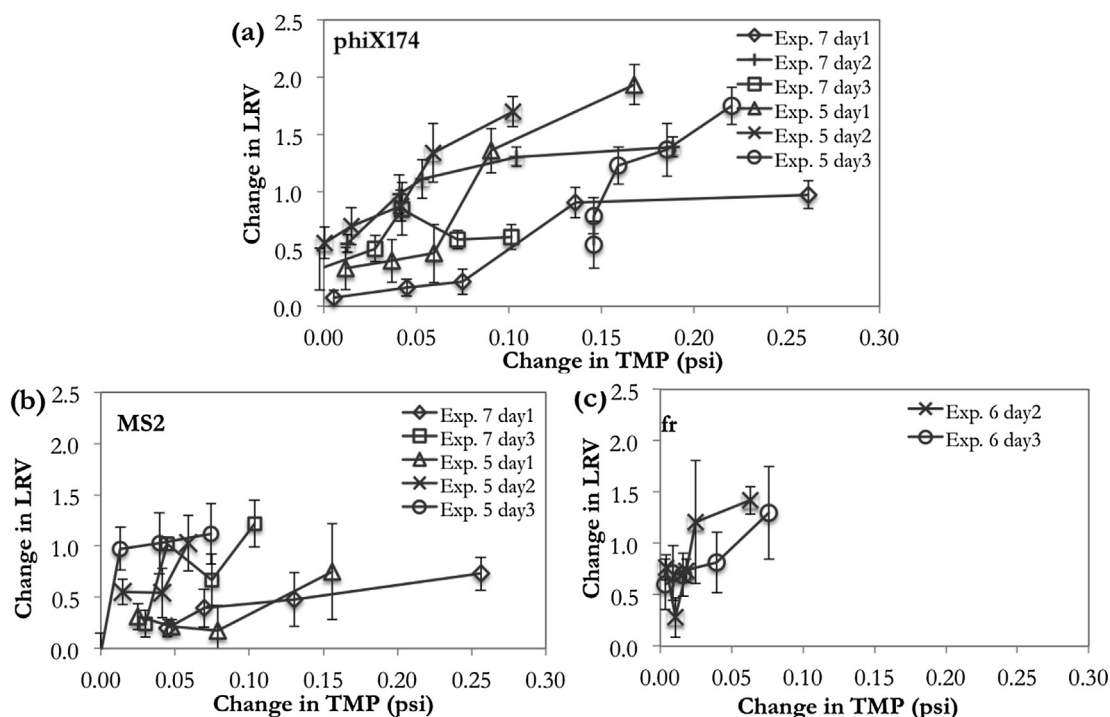 (a)
phiX174
2.5
2.0
1.5
1.0
0.5
0.0
Change in LRV
Exp. 7 day1
Exp. 7 day2
Exp. 7 day3
Exp. 5 day1
Exp. 5 day2
Exp. 5 day3
0.00 0.05 0.10 0.15 0.20 0.25 0.30
Change in TMP (psi)
(b)
MS2
2.5
2.0
1.5
1.0
0.5
0.0
Change in LRV
Exp. 7 day1
Exp. 7 day3
Exp. 5 day1
Exp. 5 day2
Exp. 5 day3
0.00 0.05 0.10 0.15 0.20 0.25 0.30
Change in TMP (psi)
(c)
fr
2.5
2.0
1.5
1.0
0.5
0.0
Change in LRV
Exp. 6 day2
Exp. 6 day3
0.00 0.05 0.10 0.15 0.20 0.25 0.30
Change in TMP (psi)